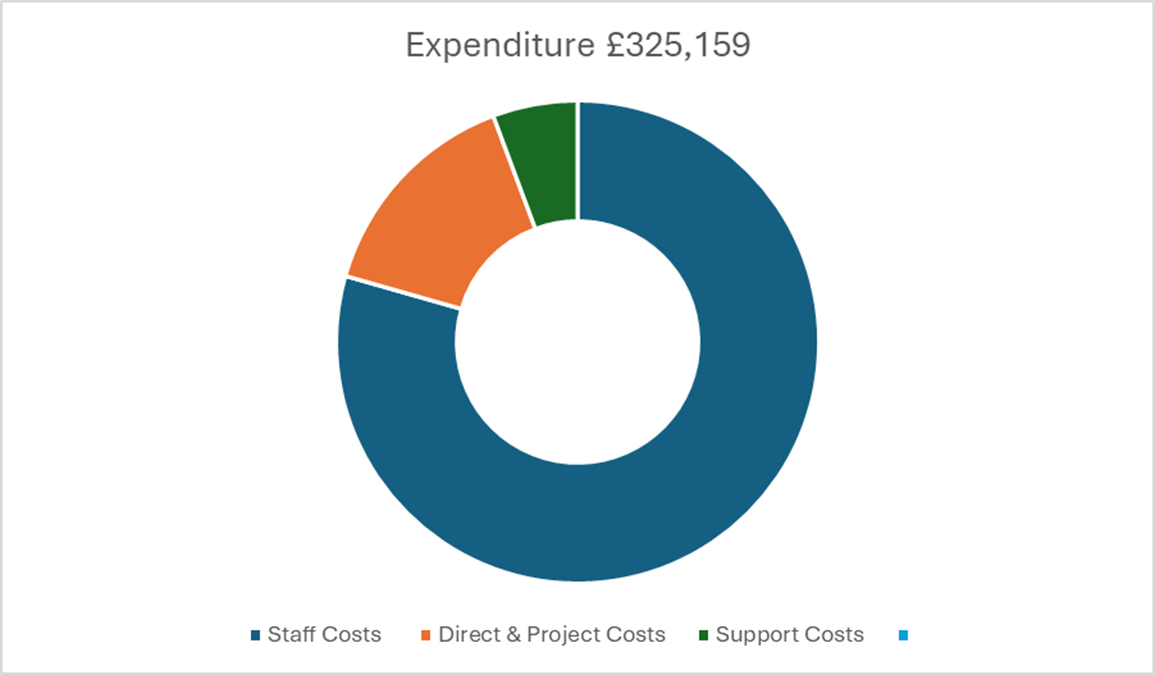 Expenditure £325,159
Staff Costs Direct & Project Costs Support Costs